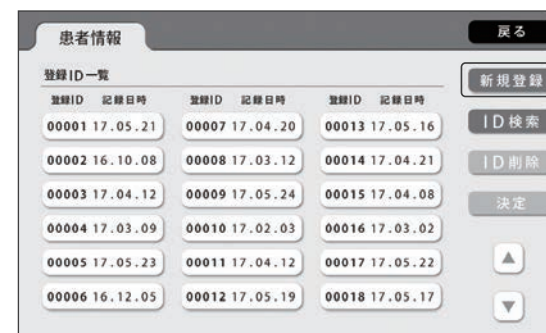 患者情報
戻る
登録ID一覧
新規登録
登録ID 記録日時 登録ID 記録日時 登録ID 記録日時
00001 17.05.21 00007 17.04.20 00013 17.05.16
ID検索
00002 16.10.08 00008 17.03.12 00014 17.04.21
ID削除
00003 17.04.12 00009 17.05.24 00015 17.04.08
決定
00004 17.03.09 00010 17.02.03 00016 17.03.02
00005 17.05.23 00011 17.04.12 00017 17.05.22
00006 16.12.05 00012 17.05.19 00018 17.05.17